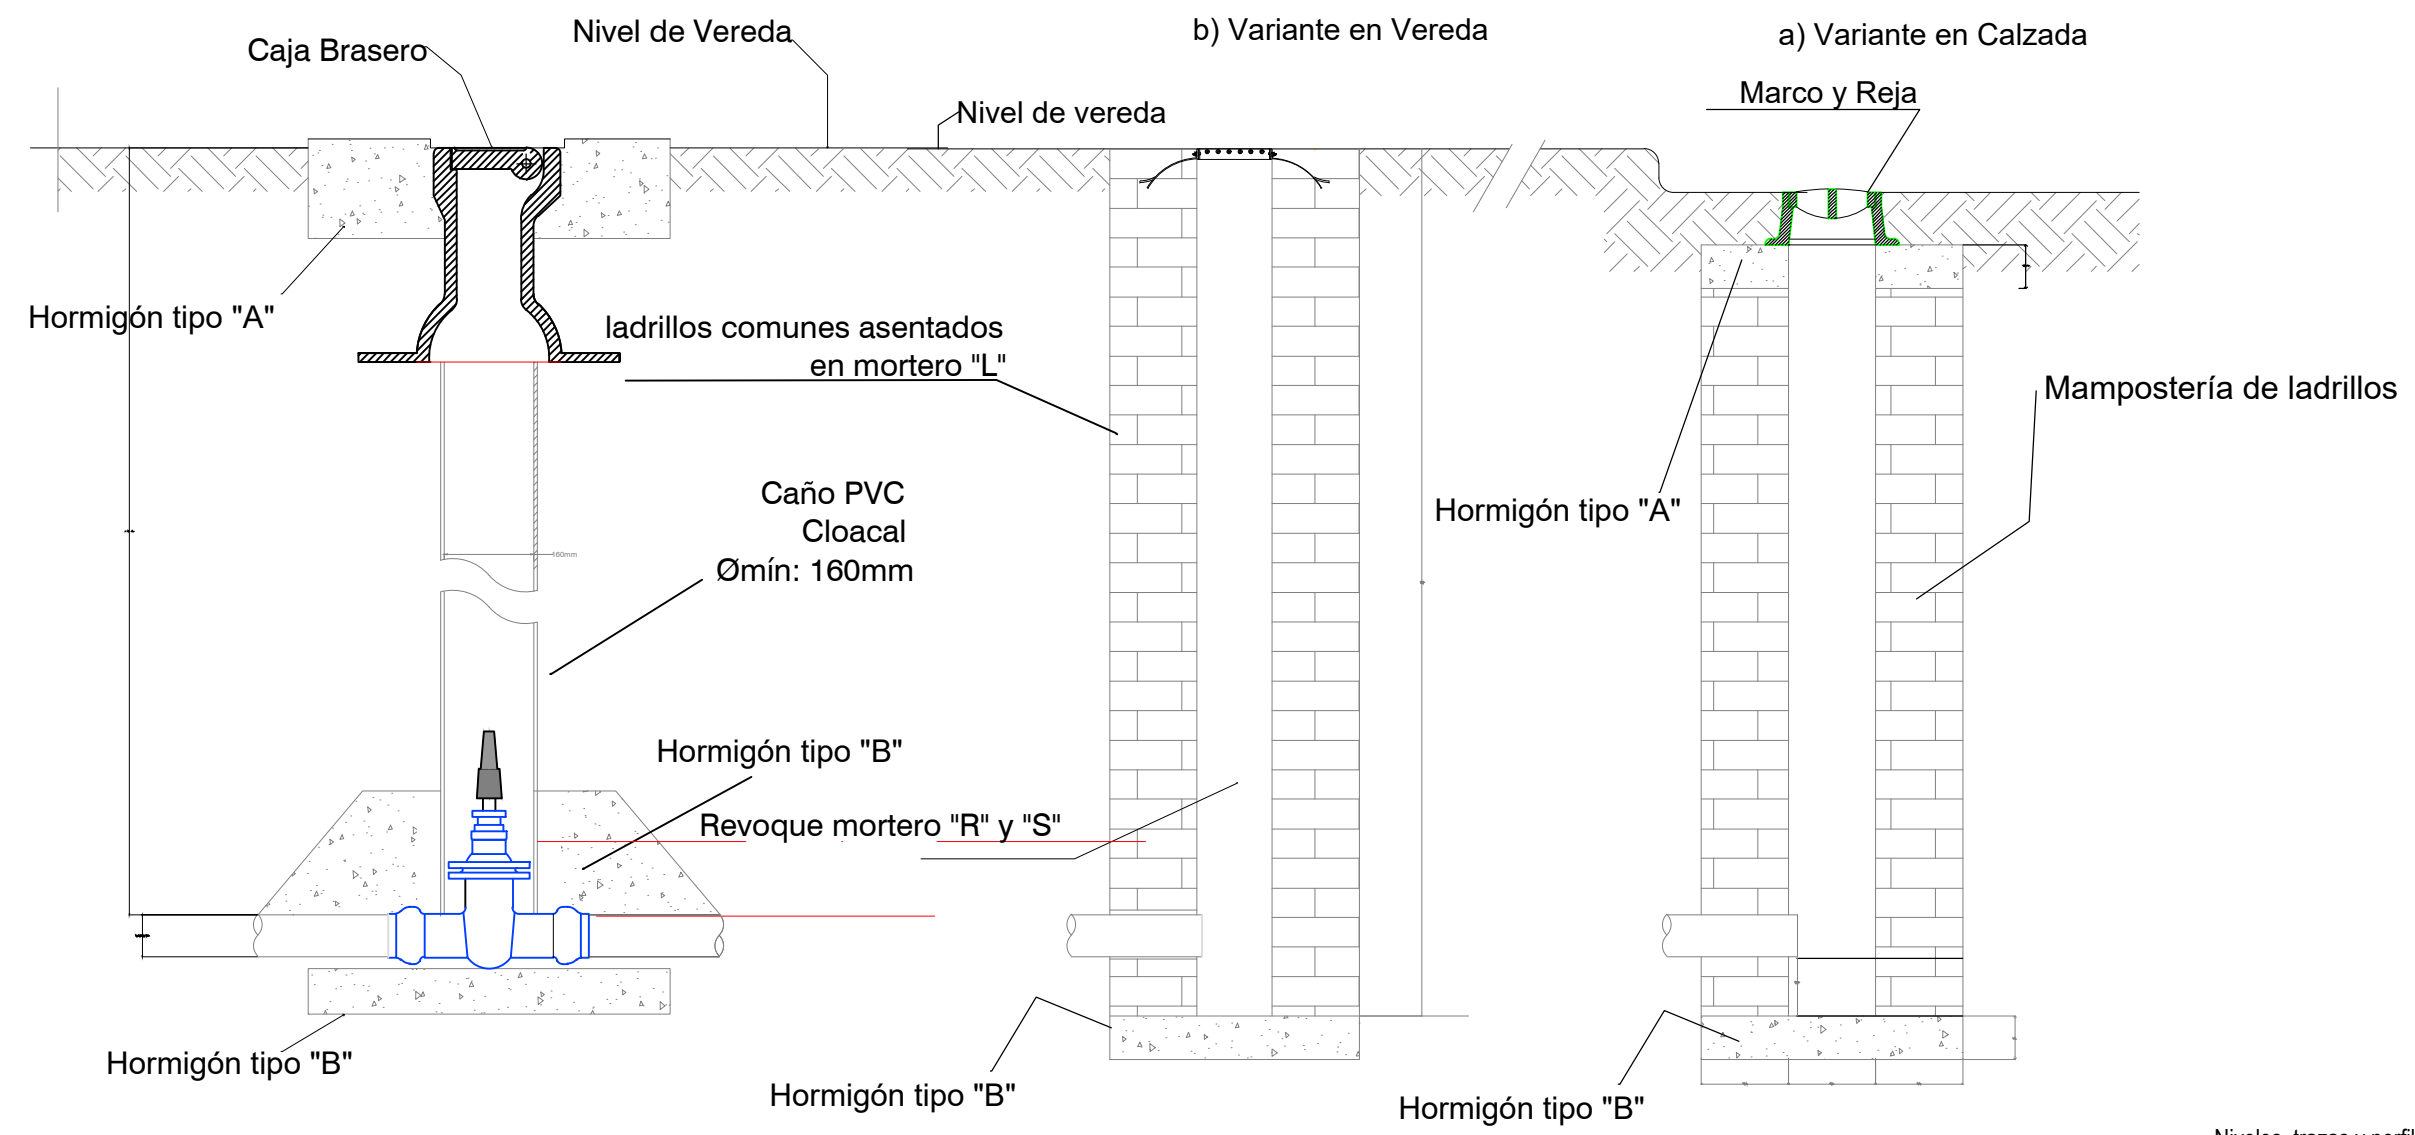 Nivel de Vereda
b) Variante en Vereda
a) Variante en Calzada
Caja Brasero
Marco y Reja
Nivel de vereda
Hormigón tipo "A"
ladrillos comunes asentados
en mortero "L"
Mampostería de ladrillos
Caño PVC
Cloacal
Hormigón tipo "A"
160mm
Ømín: 160mm
Hormigón tipo "B"
Revoque mortero "R" y "S"
Hormigón tipo "B"
Hormigón tipo "B"
Hormigón tipo "B"